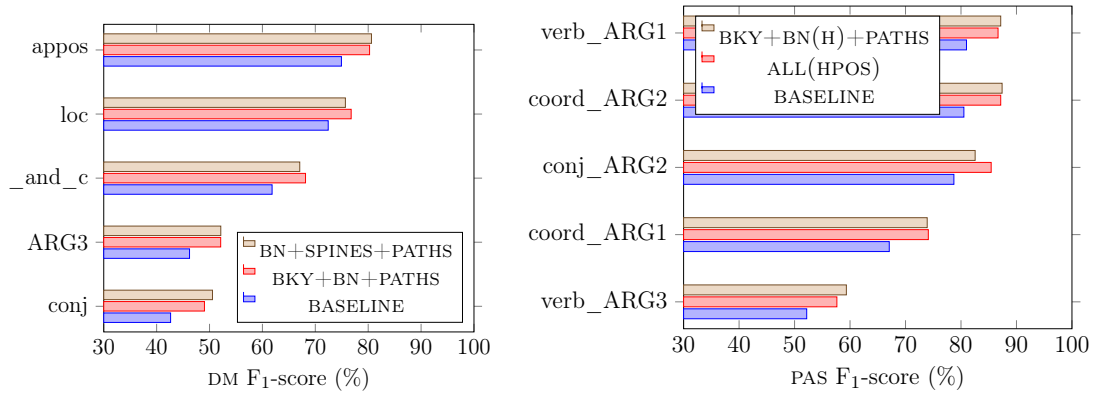 appos
loc
_and_c
ARG3
conj
BN+SPINES+PATHS
BKY+BN+PATHS
BASELINE
30 40 50 60 70 80 90 100
DM F1-score (%)
verb_ARG1
coord_ARG2
conj_ARG2
coord_ARG1
verb_ARG3
BKY+BN(H)+PATHS
ALL(HPOS)
BASELINE
30 40 50 60 70 80 90 100
PAS F1-score (%)